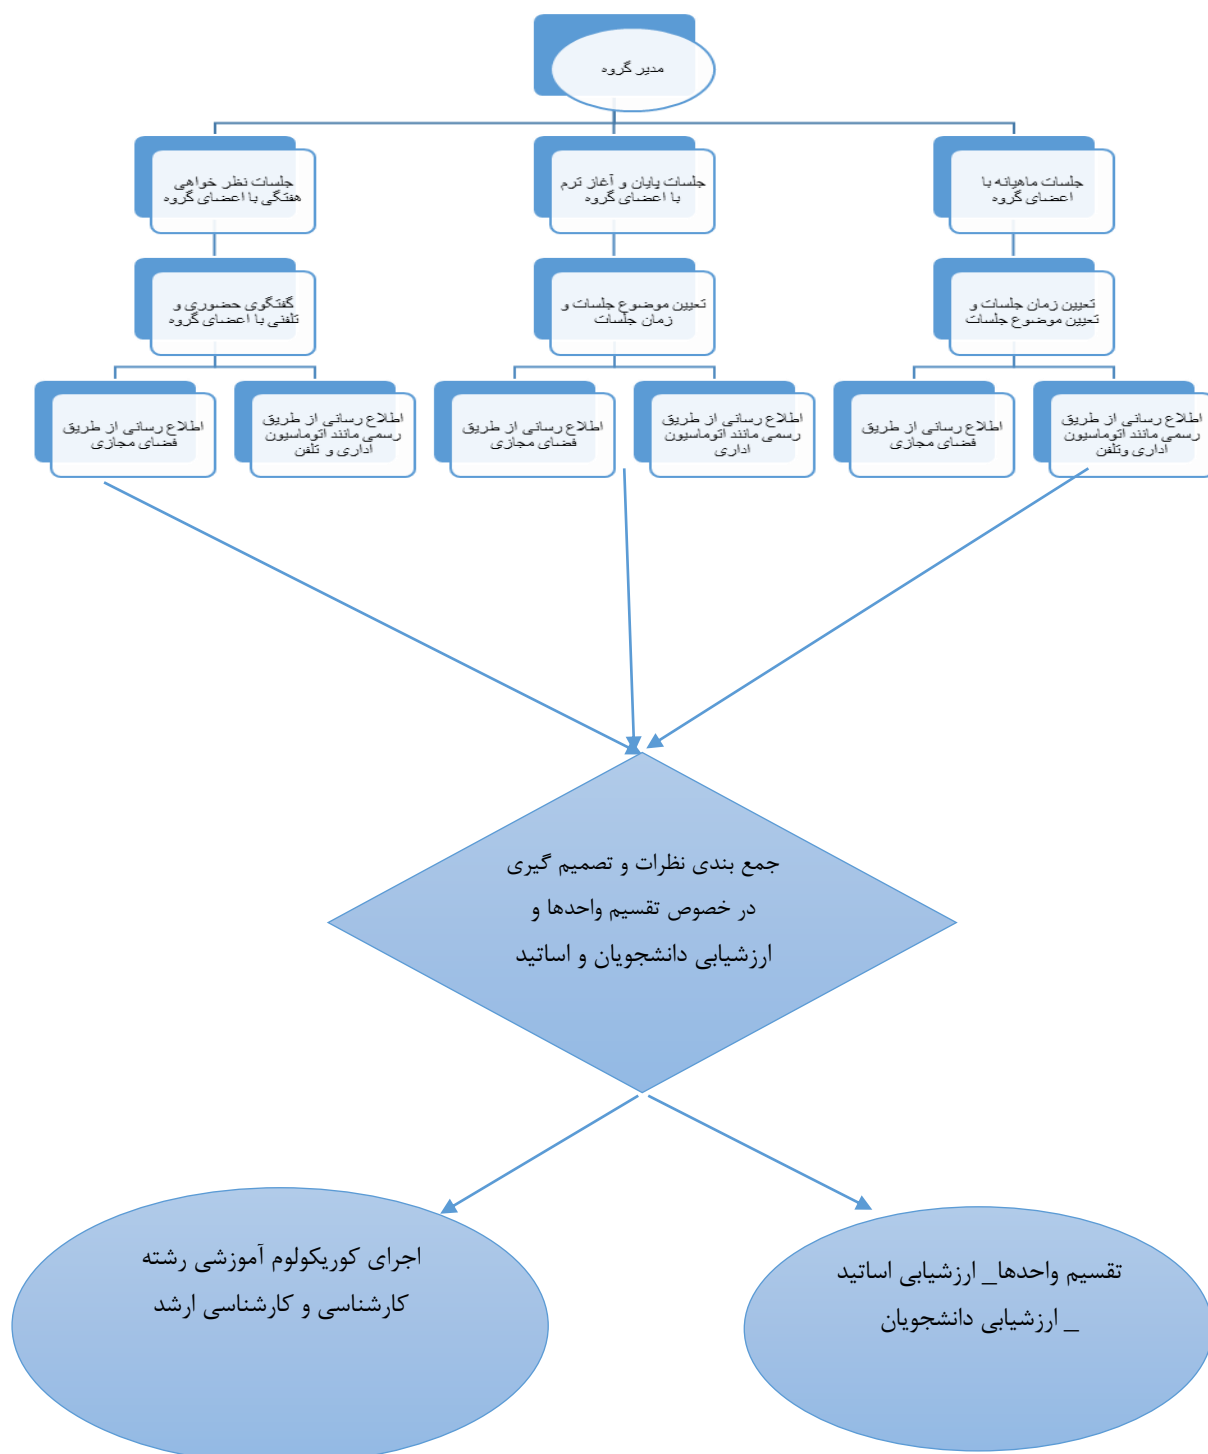 مدیر گروه
جلسات ماهیانه با
اعضای گروه
جلسات پایان و آغاز ترم
با اعضای گروه
جلسات نظر خواهی
هفتگی با اعضای گروه
تعیین زمان جلسات و
تعیین موضوع جلسات
تعیین موضوع جلسات و
زمان جلسات
گفتگوی حضوری و
تلفنی با اعضای گروه
اطلاع رسانی از طریق
رسمی مانند اتوماسیون
اداری وتلفن
اطلاع رسانی از طریق
فضای مجازی
اطلاع رسانی از طریق
رسمی مانند اتوماسیون
اداری
اطلاع رسانی از طریق
فضای مجازی
اطلاع رسانی از طریق
رسمی مانند اتوماسیون
اداری و تلفن
اطلاع رسانی از طریق
فضای مجازی
جمع بندی نظرات و تصمیم گیری
در خصوص تقسیم واحدها و
ارزشیابی دانشجویان و اساتید
تقسیم واحدها_ ارزشیابی اساتید
_ ارزشیابی دانشجویان
اجرای کوریکولوم آموزشی رشته
کارشناسی و کارشناسی ارشد